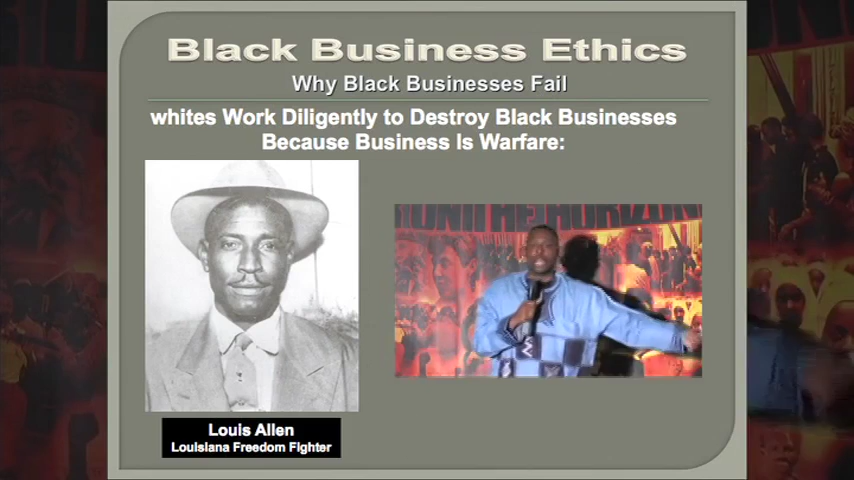 Black Business Ethics
Why Black Businesses Fail
whites Work Diligently to Destroy Black Businesses
Because Business Is Warfare:
Louis Allen
Louisiana Freedom Fighter